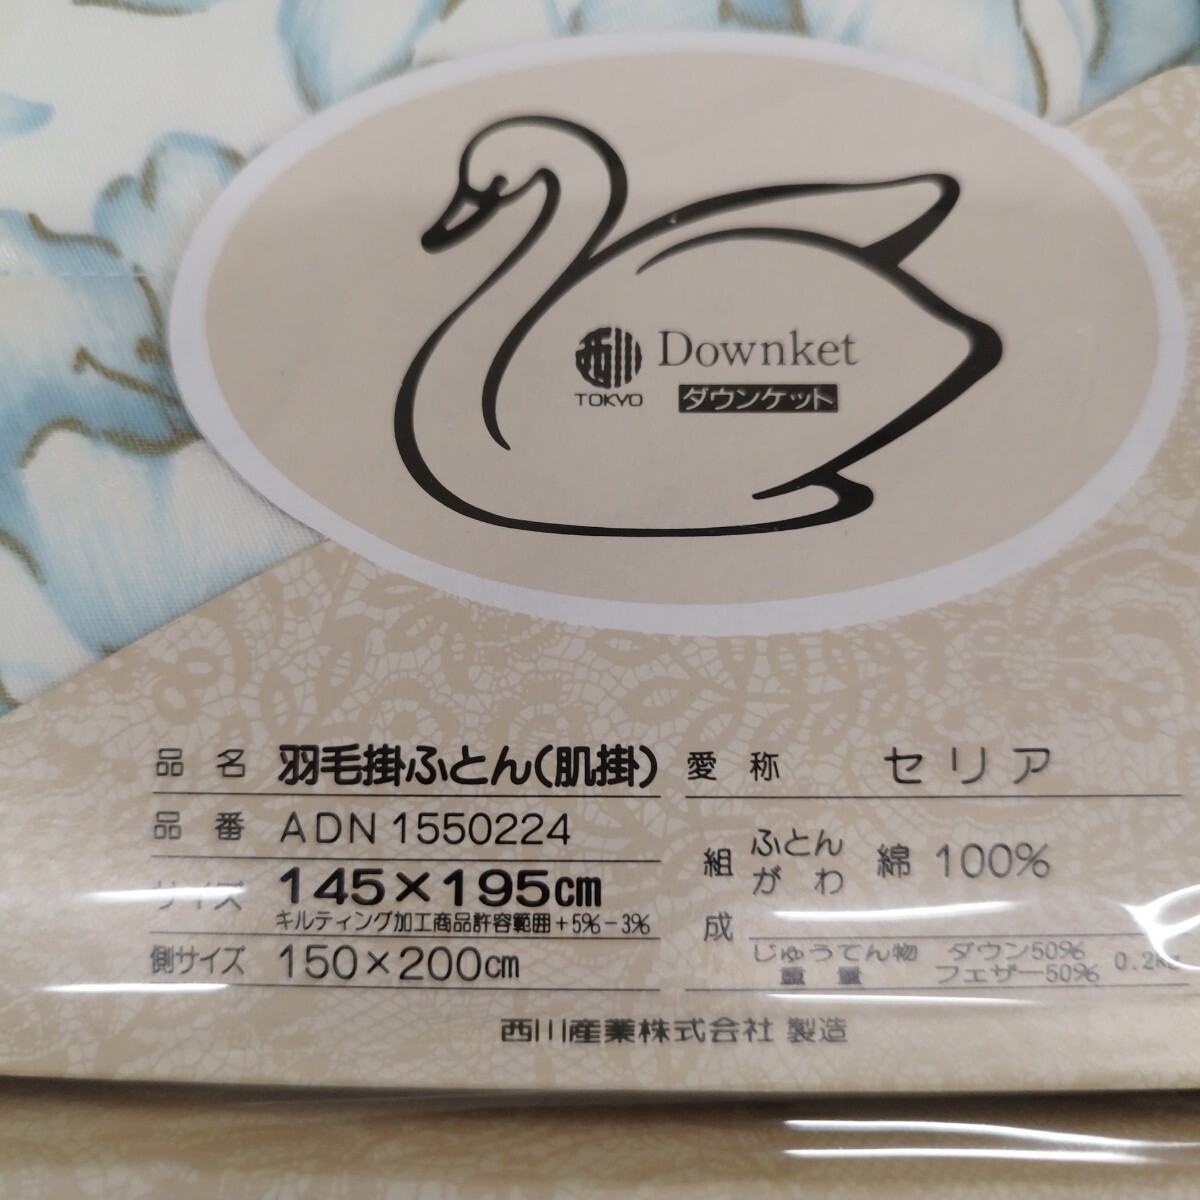 西川 Downket
TOKYO ダウンケット
品名 羽毛掛ふとん(肌掛)
品番 ADN 1550224
サイズ 145×195cm
キルティング加工商品許容範囲+5%-3%
側サイズ 150×200cm
愛称 セリア
組成 ふとんがわ 綿 100%
じゅうてん物 ダウン50%
重量 フェザー50% 0.2kg
西川産業株式会社 製造